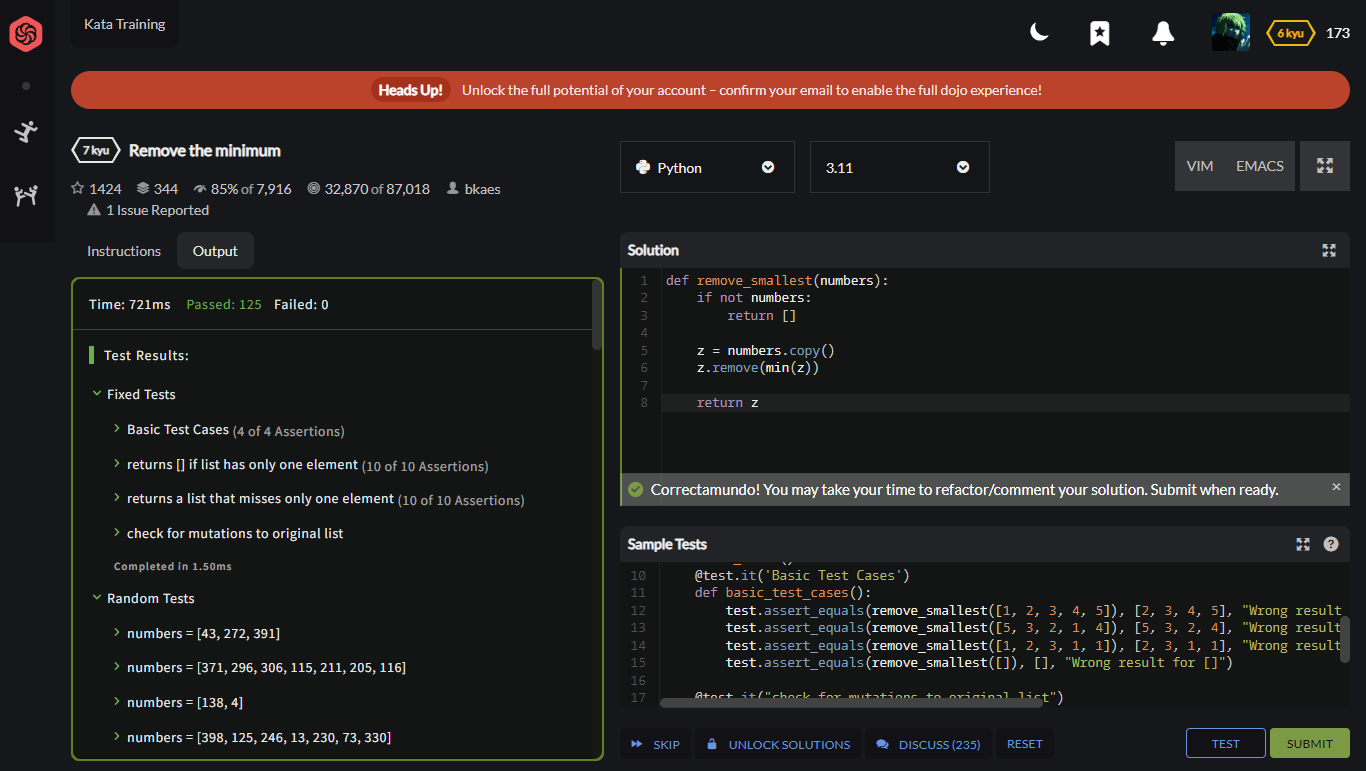 Kata Training
6 kyu 173
Heads Up! Unlock the full potential of your account – confirm your email to enable the full dojo experience!
7 kyu Remove the minimum
1424 344 85% of 7,916 32,870 of 87,018 bkaes
1 Issue Reported
Instructions Output
Time: 721ms Passed: 125 Failed: 0
Test Results:
Fixed Tests
Basic Test Cases (4 of 4 Assertions)
returns [] if list has only one element (10 of 10 Assertions)
returns a list that misses only one element (10 of 10 Assertions)
check for mutations to original list
Completed in 1.50ms
Random Tests
numbers = [43, 272, 391]
numbers = [371, 296, 306, 115, 211, 205, 116]
numbers = [138, 4]
numbers = [398, 125, 246, 13, 230, 73, 330]
Python 3.11 VIM EMACS
Solution
1 def remove_smallest(numbers):
2     if not numbers:
3         return []
4
5     z = numbers.copy()
6     z.remove(min(z))
7
8     return z
Correctamundo! You may take your time to refactor/comment your solution. Submit when ready.
Sample Tests
10     @test.it('Basic Test Cases')
11     def basic_test_cases():
12         test.assert_equals(remove_smallest([1, 2, 3, 4, 5]), [2, 3, 4, 5], "Wrong result
13         test.assert_equals(remove_smallest([5, 3, 2, 1, 4]), [5, 3, 2, 4], "Wrong result
14         test.assert_equals(remove_smallest([1, 2, 3, 1, 1]), [2, 3, 1, 1], "Wrong result
15         test.assert_equals(remove_smallest([]), [], "Wrong result for []")
16
17     @test.it("check for mutations to original list")
SKIP UNLOCK SOLUTIONS DISCUSS (235) RESET TEST SUBMIT